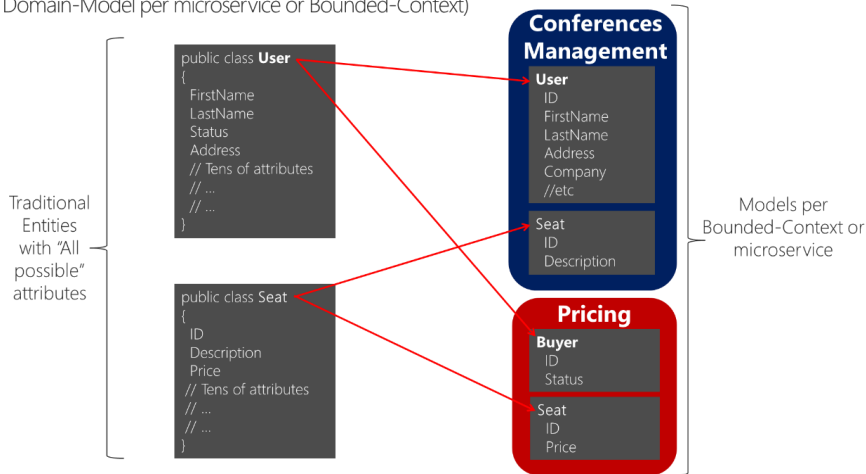 Domain-Model per microservice or Bounded-Context)
Traditional
Entities
with “All
possible”
attributes
public class User
{
FirstName
LastName
Status
Address
// Tens of attributes
// ...
// ...
}
public class Seat
{
ID
Description
Price
// Tens of attributes
// ...
// ...
}
Conferences
Management
User
ID
FirstName
LastName
Address
Company
//etc
Seat
ID
Description
Pricing
Buyer
ID
Status
Seat
ID
Price
Models per
Bounded-Context or
microservice